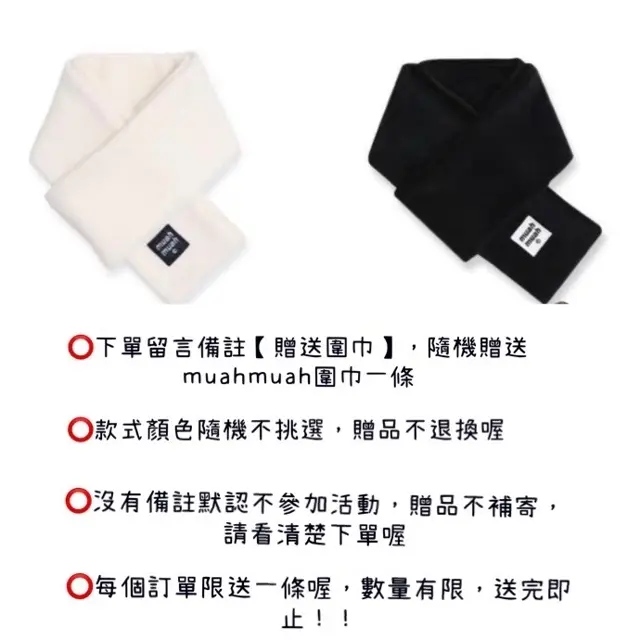 muah
muah
©
muah
muah
©
⭕下單留言備註【贈送圍巾】，隨機贈送
muahmuah圍巾一條
⭕款式顏色隨機不挑選，贈品不退換喔
⭕沒有備註默認不參加活動，贈品不補寄，
請看清楚下單喔
⭕每個訂單限送一條喔，數量有限，送完即
止！！